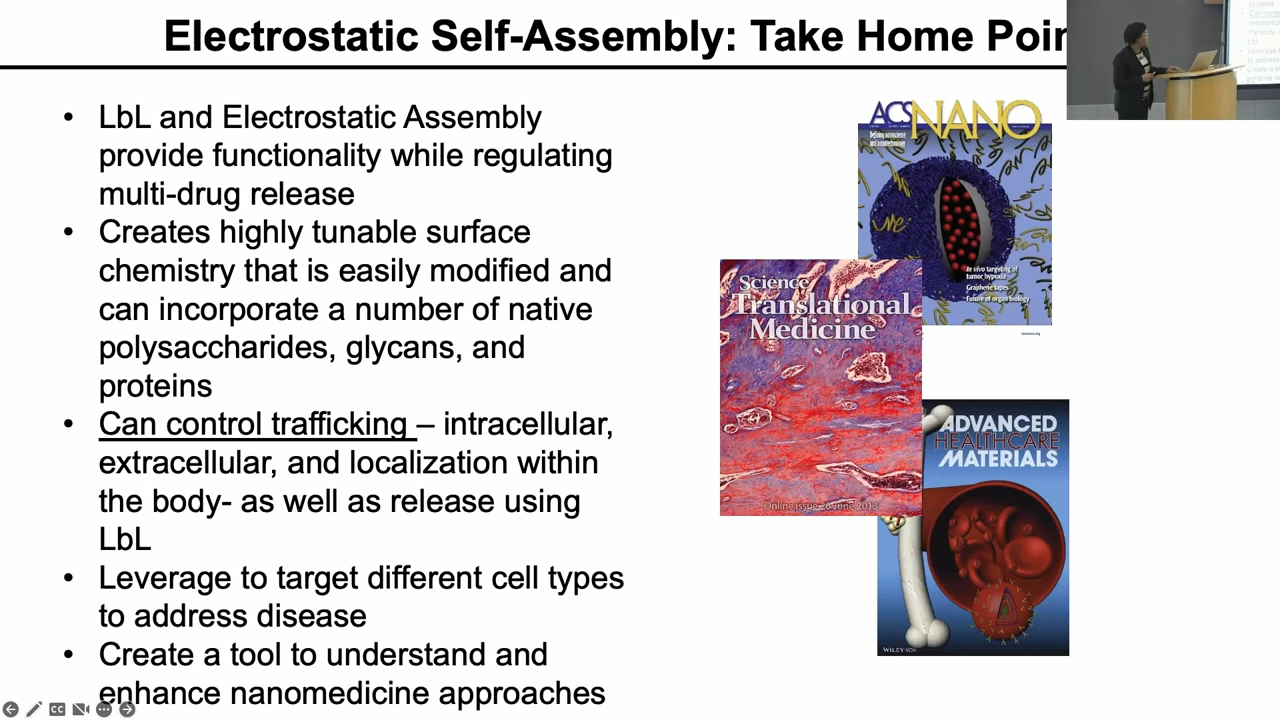 Electrostatic Self-Assembly: Take Home Poin
• LbL and Electrostatic Assembly
provide functionality while regulating
multi-drug release
• Creates highly tunable surface
chemistry that is easily modified and
can incorporate a number of native
polysaccharides, glycans, and
proteins
• Can control trafficking – intracellular,
extracellular, and localization within
the body- as well as release using
LbL
• Leverage to target different cell types
to address disease
• Create a tool to understand and
enhance nanomedicine approaches
ACS NANO
In vivo targeting of
tumor hypoxia
Graphene tapes
Future of organ biology
Science
Translational
Medicine
Online Issue 26 June 2013
ADVANCED
HEALTHCARE
MATERIALS
WILEY-VCH
CC